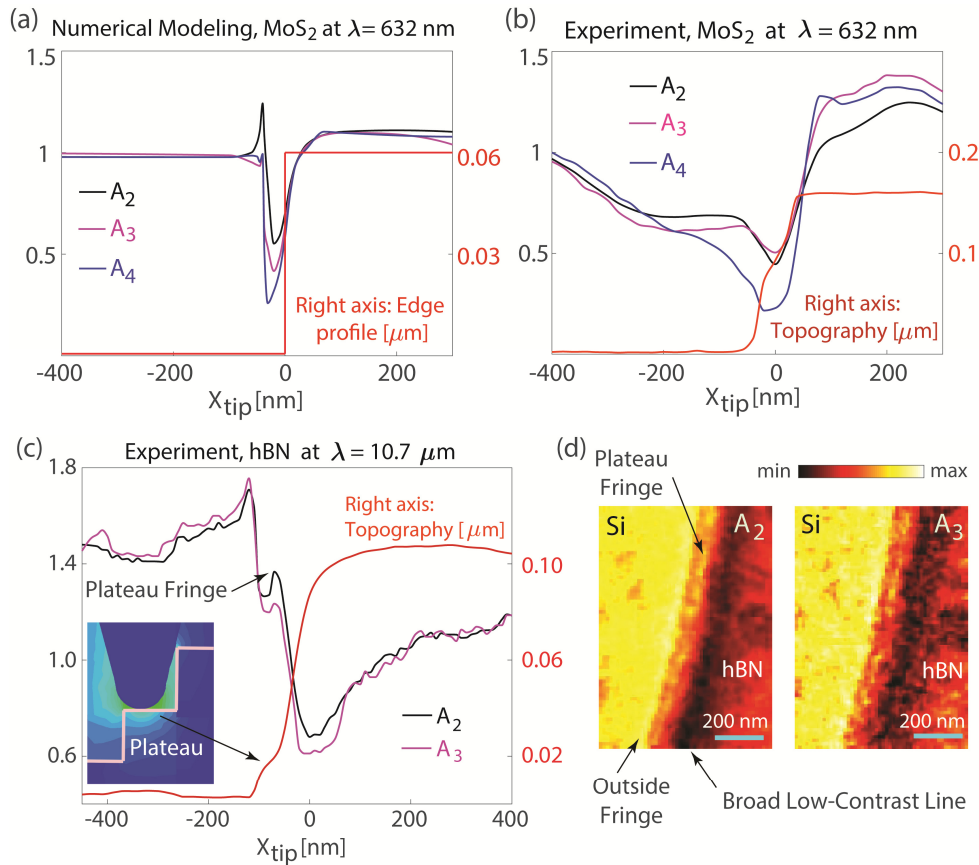 (a)
Numerical Modeling, MoS2 at λ= 632 nm
1.5
1
0.5
A2
A3
A4
0.06
0.03
Right axis: Edge
profile [μm]
-400
-200
0
200
Xtip[nm]
(b)
Experiment, MoS2 at λ = 632 nm
1.5
1
0.5
A2
A3
A4
0.2
0.1
Right axis:
Topography [μm]
-400
-200
0
200
Xtip[nm]
(c)
Experiment, hBN at λ = 10.7 μm
1.8
1.4
1.0
0.6
Right axis:
Topography [μm]
Plateau Fringe
Plateau
A2
A3
0.10
0.06
0.02
-400
-200
0
200
400
Xtip[nm]
(d)
Plateau
Fringe
min
max
Si
A2
hBN
200 nm
Si
A3
hBN
200 nm
Outside
Fringe
Broad Low-Contrast Line